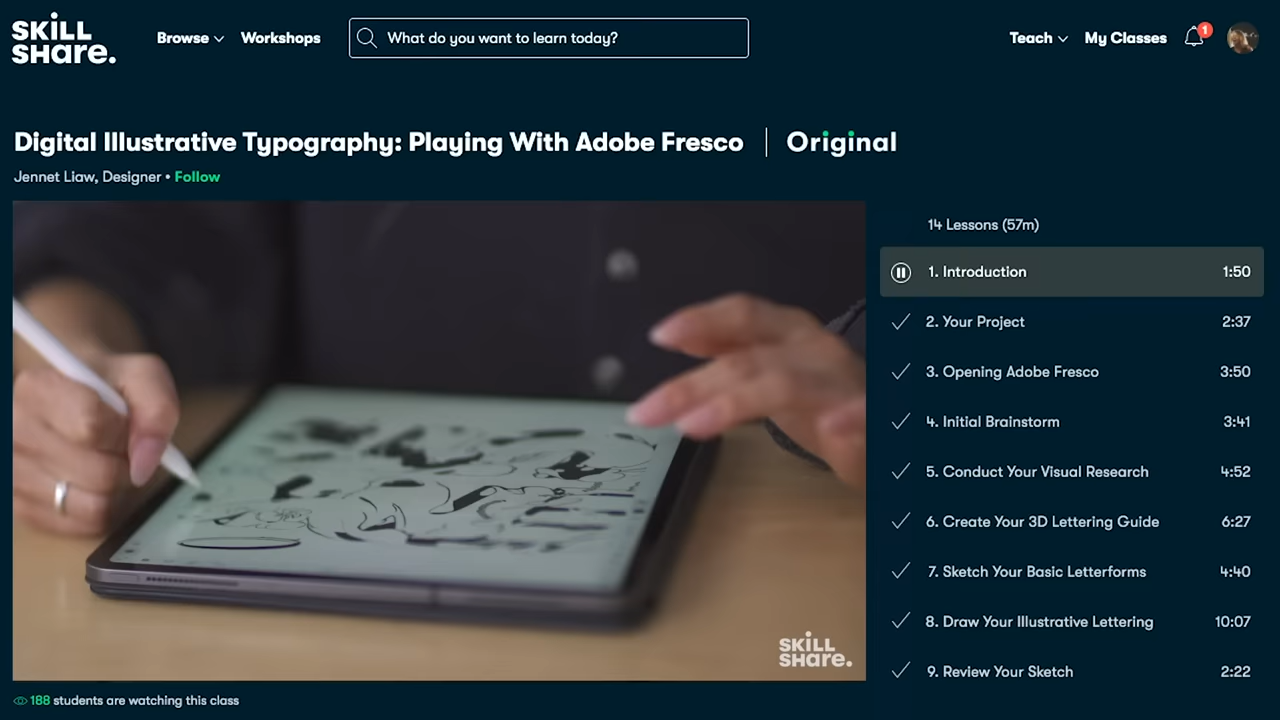 SKiLL
SHare.
Browse
Workshops
What do you want to learn today?
Teach
My Classes
1
Digital Illustrative Typography: Playing With Adobe Fresco | Original
Jennet Liaw, Designer • Follow
14 Lessons (57m)
1. Introduction 1:50
2. Your Project 2:37
3. Opening Adobe Fresco 3:50
4. Initial Brainstorm 3:41
5. Conduct Your Visual Research 4:52
6. Create Your 3D Lettering Guide 6:27
7. Sketch Your Basic Letterforms 4:40
8. Draw Your Illustrative Lettering 10:07
9. Review Your Sketch 2:22
SKiLL
SHare.
188 students are watching this class